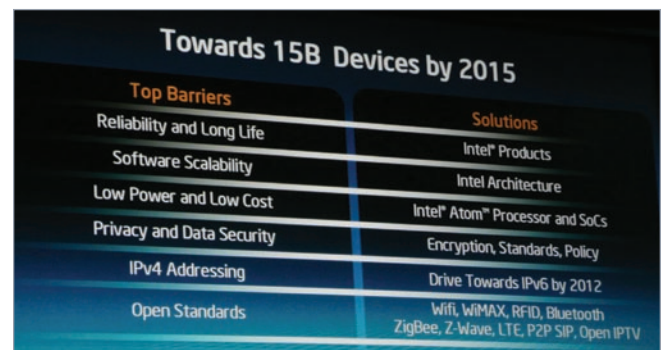 Towards 15B Devices by 2015
Top Barriers
Solutions
Reliability and Long Life
Intel® Products
Software Scalability
Intel Architecture
Low Power and Low Cost
Intel® Atom™ Processor and SoCs
Privacy and Data Security
Encryption, Standards, Policy
IPv4 Addressing
Drive Towards IPv6 by 2012
Open Standards
Wifi, WiMAX, RFID, Bluetooth
ZigBee, Z-Wave, LTE, P2P SIP, Open IPTV